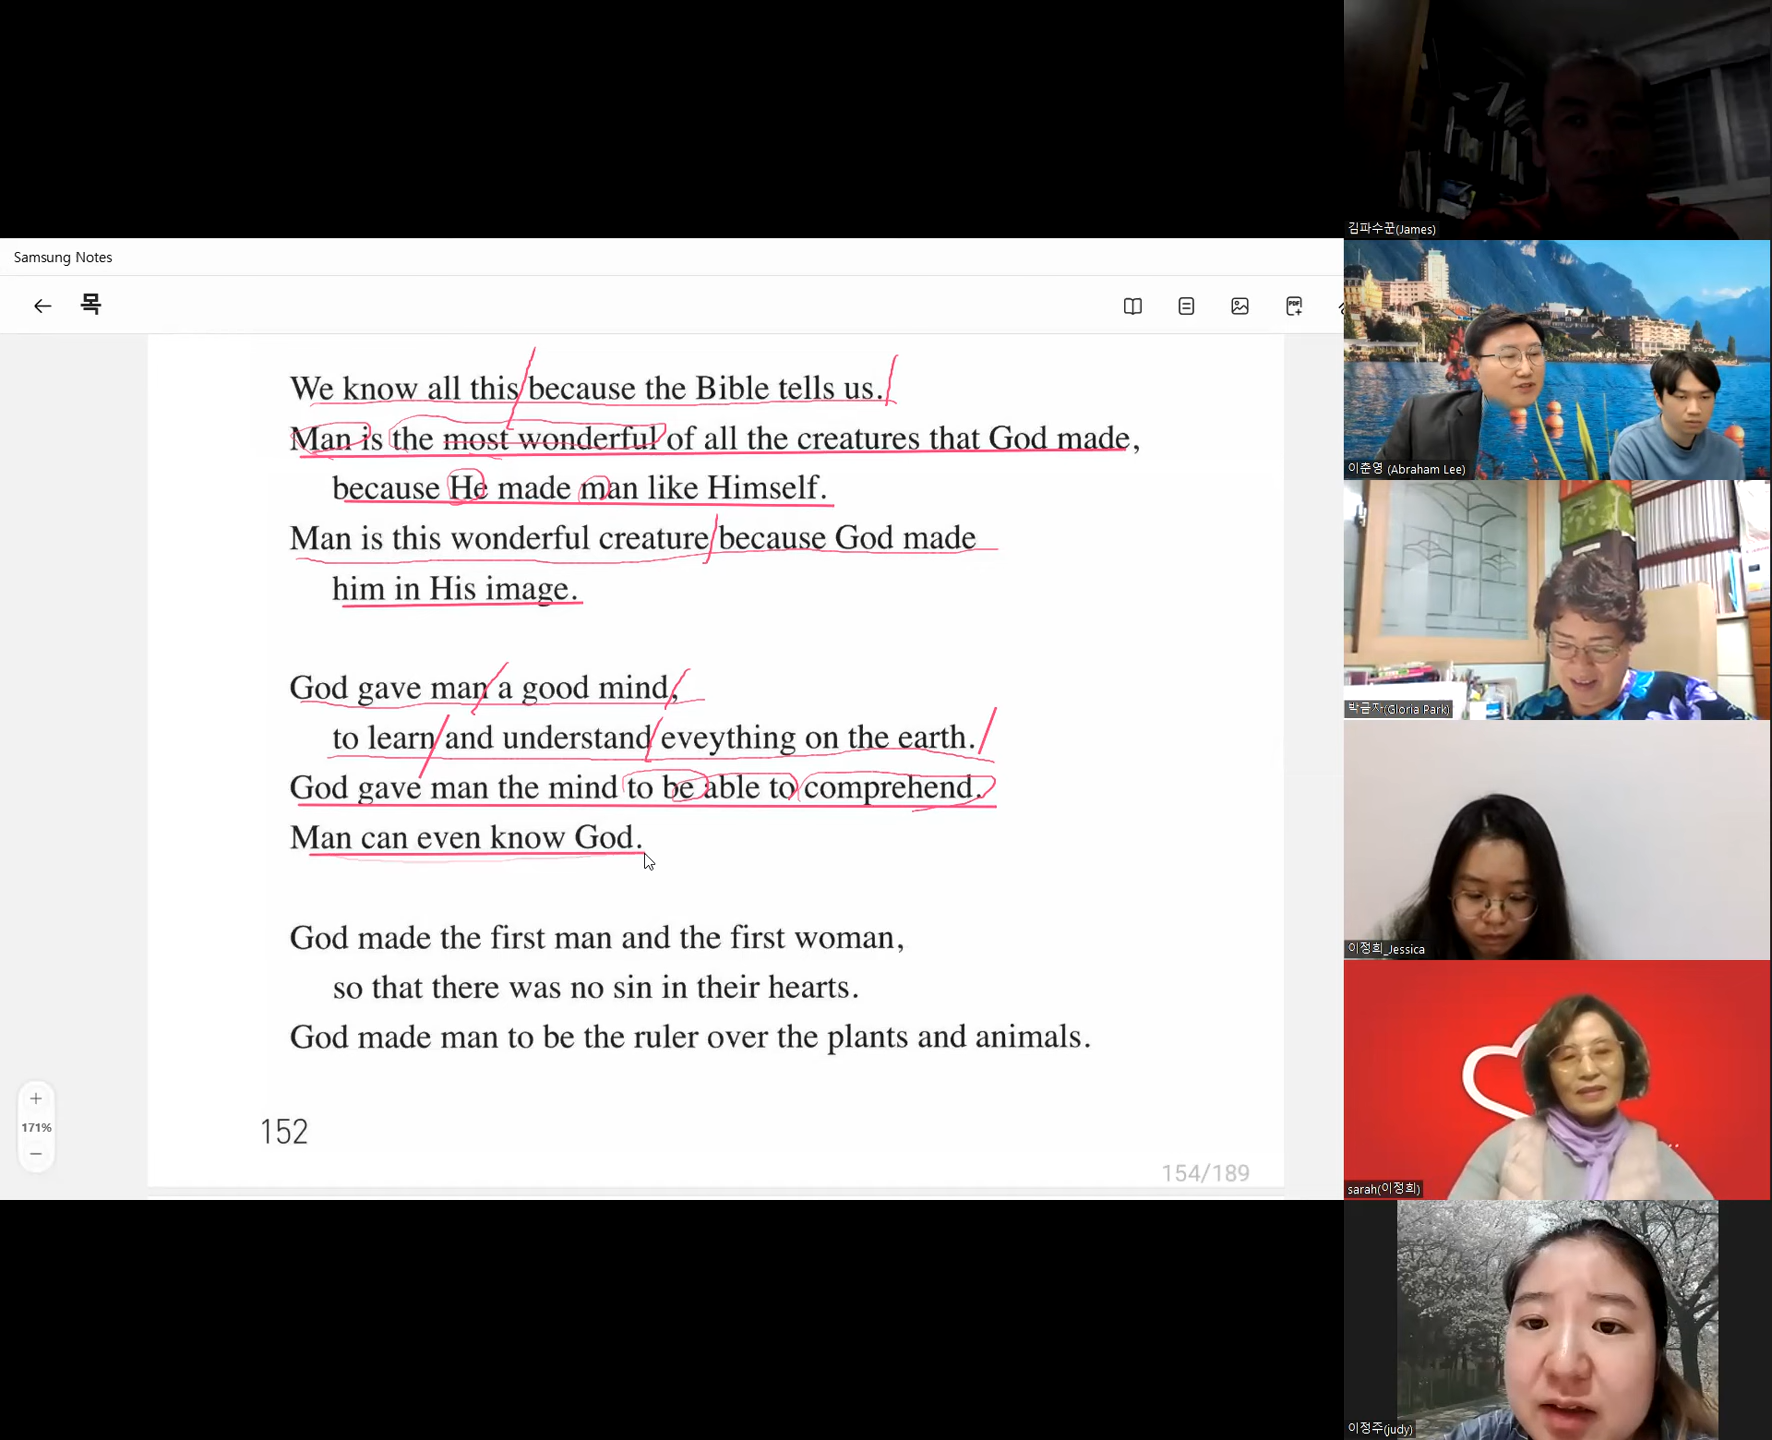 Samsung Notes
목
We know all this because the Bible tells us.
Man is the most wonderful of all the creatures that God made,
because He made man like Himself.
Man is this wonderful creature because God made
him in His image.
God gave man a good mind,
to learn and understand eveything on the earth.
God gave man the mind to be able to comprehend.
Man can even know God.
God made the first man and the first woman,
so that there was no sin in their hearts.
God made man to be the ruler over the plants and animals.
152
154/189
171%
PDF
김파수꾼(James)
이춘영 (Abraham Lee)
박금자(Gloria Park)
이정희_Jessica
sarah(이정희)
이정주(judy)